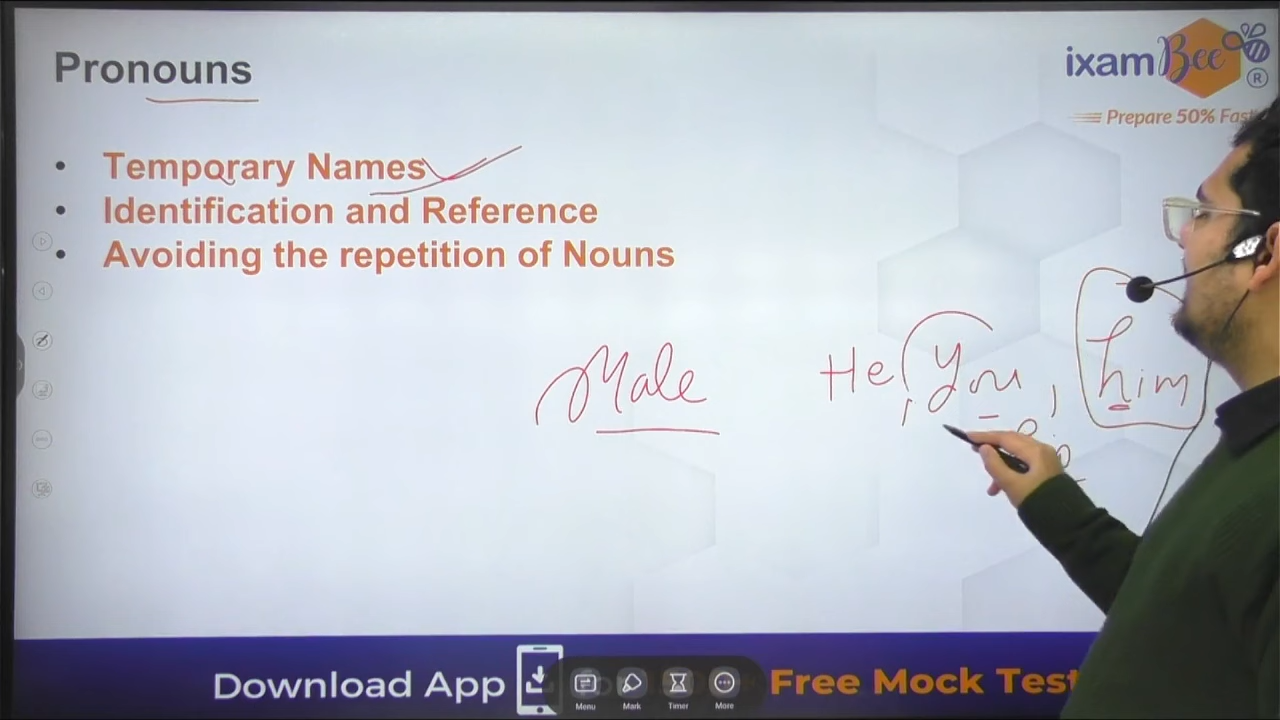 Pronouns
ixamBee
R
Prepare 50% Fast
• Temporary Names
• Identification and Reference
• Avoiding the repetition of Nouns
Male He, You, him
Download App
Free Mock Test
Menu Mark Timer More